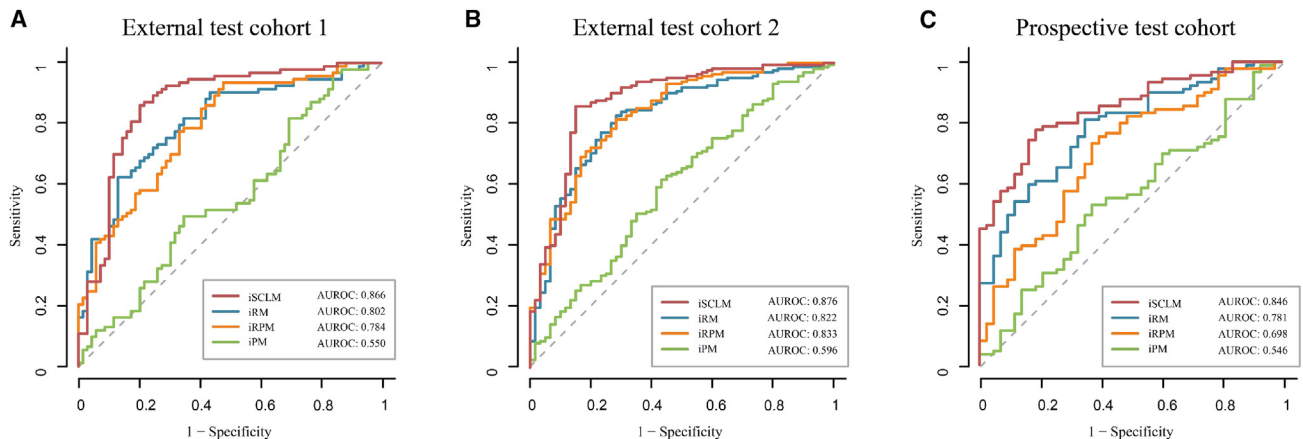 A
External test cohort 1
Sensitivity
1
0.8
0.6
0.4
0.2
0
iSCLM AUROC: 0.866
iRM AUROC: 0.802
iRPM AUROC: 0.784
iPM AUROC: 0.550
0 0.2 0.4 0.6 0.8 1
1 − Specificity
B
External test cohort 2
Sensitivity
1
0.8
0.6
0.4
0.2
0
iSCLM AUROC: 0.876
iRM AUROC: 0.822
iRPM AUROC: 0.833
iPM AUROC: 0.596
0 0.2 0.4 0.6 0.8 1
1 − Specificity
C
Prospective test cohort
Sensitivity
1
0.8
0.6
0.4
0.2
0
iSCLM AUROC: 0.846
iRM AUROC: 0.781
iRPM AUROC: 0.698
iPM AUROC: 0.546
0 0.2 0.4 0.6 0.8 1
1 − Specificity